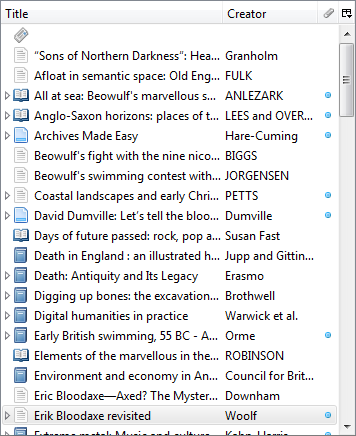 Title Creator
“Sons of Northern Darkness”: Hea... Granholm
Afloat in semantic space: Old Eng... FULK
All at sea: Beowulf's marvellous s... ANLEZARK
Anglo-Saxon horizons: places of t... LEES and OVER...
Archives Made Easy Hare-Cuming
Beowulf's fight with the nine nico... BIGGS
Beowulf's swimming contest with... JORGENSEN
Coastal landscapes and early Chri... PETTS
David Dumville: Let’s tell the bloo... Dumville
Days of future passed: rock, pop a... Susan Fast
Death in England : an illustrated h... Jupp and Gittin...
Death: Antiquity and Its Legacy Erasmo
Digging up bones: the excavation... Brothwell
Digital humanities in practice Warwick et al.
Early British swimming, 55 BC - A... Orme
Elements of the marvellous in the... ROBINSON
Environment and economy in An... Council for Brit...
Eric Bloodaxe—Axed? The Myster... Downham
Erik Bloodaxe revisited Woolf
Extreme metal: Music and culture... Kahn-Harris